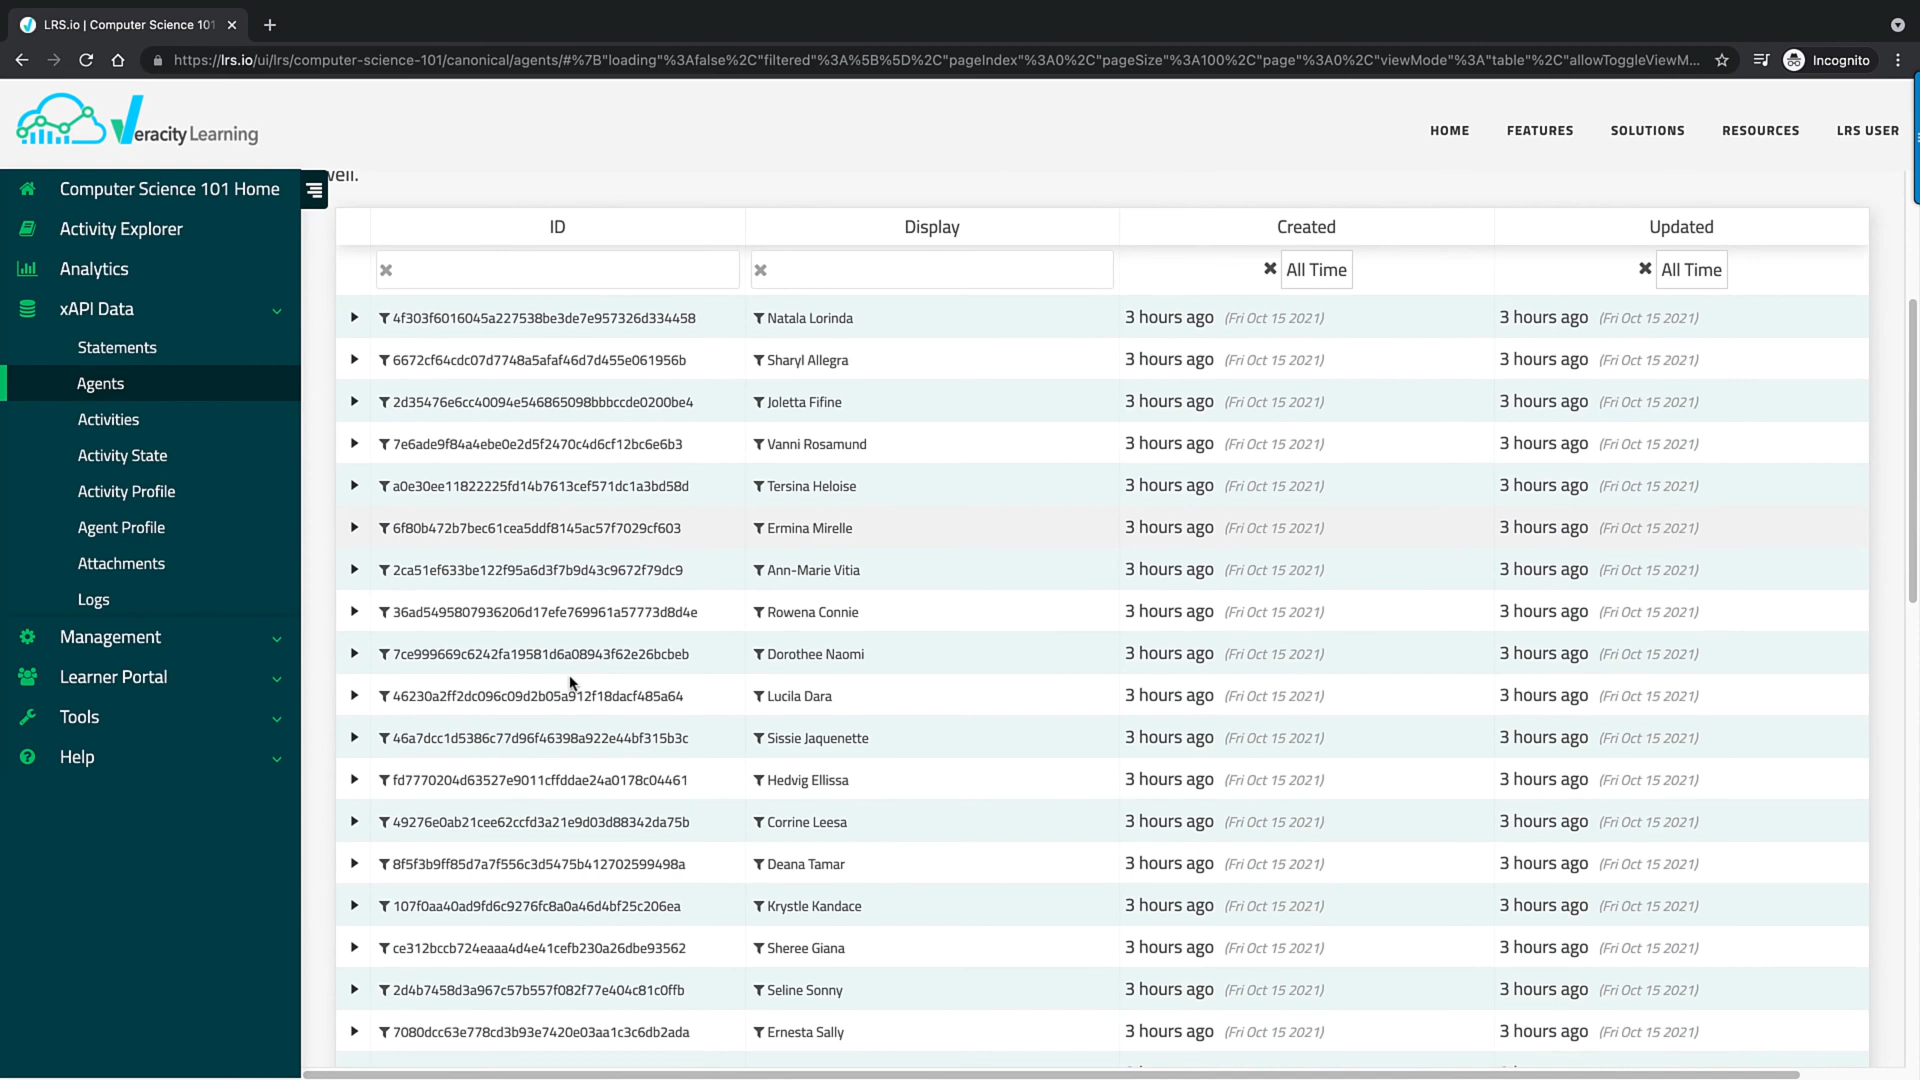 LRS.io | Computer Science 101
https://lrs.io/ui/lrs/computer-science-101/canonical/agents/#%7B"loading"%3Afalse%2C"filtered"%3A%5B%5D%2C"pageIndex"%3A0%2C"pageSize"%3A100%2C"page"%3A0%2C"viewMode"%3A"table"%2C"allowToggleViewM...
Incognito
Veracity Learning
HOME FEATURES SOLUTIONS RESOURCES LRS USER
Computer Science 101 Home
Activity Explorer
Analytics
xAPI Data
Statements
Agents
Activities
Activity State
Activity Profile
Agent Profile
Attachments
Logs
Management
Learner Portal
Tools
Help
well.
ID Display Created Updated
All Time All Time
4f303f6016045a227538be3de7e957326d334458 Natala Lorinda 3 hours ago (Fri Oct 15 2021) 3 hours ago (Fri Oct 15 2021)
6672cf64cdc07d7748a5afaf46d7d455e061956b Sharyl Allegra 3 hours ago (Fri Oct 15 2021) 3 hours ago (Fri Oct 15 2021)
2d35476e6cc40094e546865098bbbccde0200be4 Joletta Fifine 3 hours ago (Fri Oct 15 2021) 3 hours ago (Fri Oct 15 2021)
7e6ade9f84a4ebe0e2d5f2470c4d6cf12bc6e6b3 Vanni Rosamund 3 hours ago (Fri Oct 15 2021) 3 hours ago (Fri Oct 15 2021)
a0e30ee11822225fd14b7613cef571dc1a3bd58d Tersina Heloise 3 hours ago (Fri Oct 15 2021) 3 hours ago (Fri Oct 15 2021)
6f80b472b7bec61cea5ddf8145ac57f7029cf603 Ermina Mirelle 3 hours ago (Fri Oct 15 2021) 3 hours ago (Fri Oct 15 2021)
2ca51ef633be122f95a6d3f7b9d43c9672f79dc9 Ann-Marie Vitia 3 hours ago (Fri Oct 15 2021) 3 hours ago (Fri Oct 15 2021)
36ad5495807936206d17efe769961a57773d8d4e Rowena Connie 3 hours ago (Fri Oct 15 2021) 3 hours ago (Fri Oct 15 2021)
7ce999669c6242fa19581d6a08943f62e26bcbeb Dorothee Naomi 3 hours ago (Fri Oct 15 2021) 3 hours ago (Fri Oct 15 2021)
46230a2ff2dc096c09d2b05a912f18dacf485a64 Lucila Dara 3 hours ago (Fri Oct 15 2021) 3 hours ago (Fri Oct 15 2021)
46a7dcc1d5386c77d96f46398a922e44bf315b3c Sissie Jaquenette 3 hours ago (Fri Oct 15 2021) 3 hours ago (Fri Oct 15 2021)
fd7770204d63527e9011cffddae24a0178c04461 Hedvig Ellissa 3 hours ago (Fri Oct 15 2021) 3 hours ago (Fri Oct 15 2021)
49276e0ab21cee62ccfd3a21e9d03d88342da75b Corrine Leesa 3 hours ago (Fri Oct 15 2021) 3 hours ago (Fri Oct 15 2021)
8f5f3b9ff85d7a7f556c3d5475b412702599498a Deana Tamar 3 hours ago (Fri Oct 15 2021) 3 hours ago (Fri Oct 15 2021)
107f0aa40ad9fd6c9276fc8a0a46d4bf25c206ea Krystle Kandace 3 hours ago (Fri Oct 15 2021) 3 hours ago (Fri Oct 15 2021)
ce312bccb724eaaa4d4e41cefb230a26dbe93562 Sheree Giana 3 hours ago (Fri Oct 15 2021) 3 hours ago (Fri Oct 15 2021)
2d4b7458d3a967c57b557f082f77e404c81c0ffb Seline Sonny 3 hours ago (Fri Oct 15 2021) 3 hours ago (Fri Oct 15 2021)
7080dcc63e778cd3b93e7420e03aa1c3c6db2ada Ernesta Sally 3 hours ago (Fri Oct 15 2021) 3 hours ago (Fri Oct 15 2021)